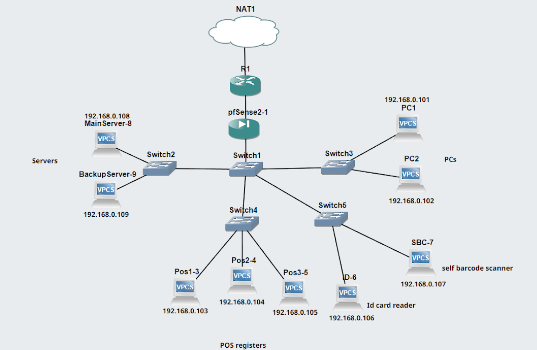 NAT1
R1
pfSense2-1
192.168.0.108
MainServer-8
VPCS
Servers
BackupServer-9
VPCS
192.168.0.109
Switch2
Switch1
Switch3
192.168.0.101
PC1
VPCS
PC2
VPCS
192.168.0.102
PCs
Switch4
Switch5
Pos1-3
VPCS
192.168.0.103
Pos2-4
VPCS
192.168.0.104
Pos3-5
VPCS
192.168.0.105
ID-6
VPCS
Id card reader
192.168.0.106
SBC-7
VPCS
self barcode scanner
192.168.0.107
POS registers